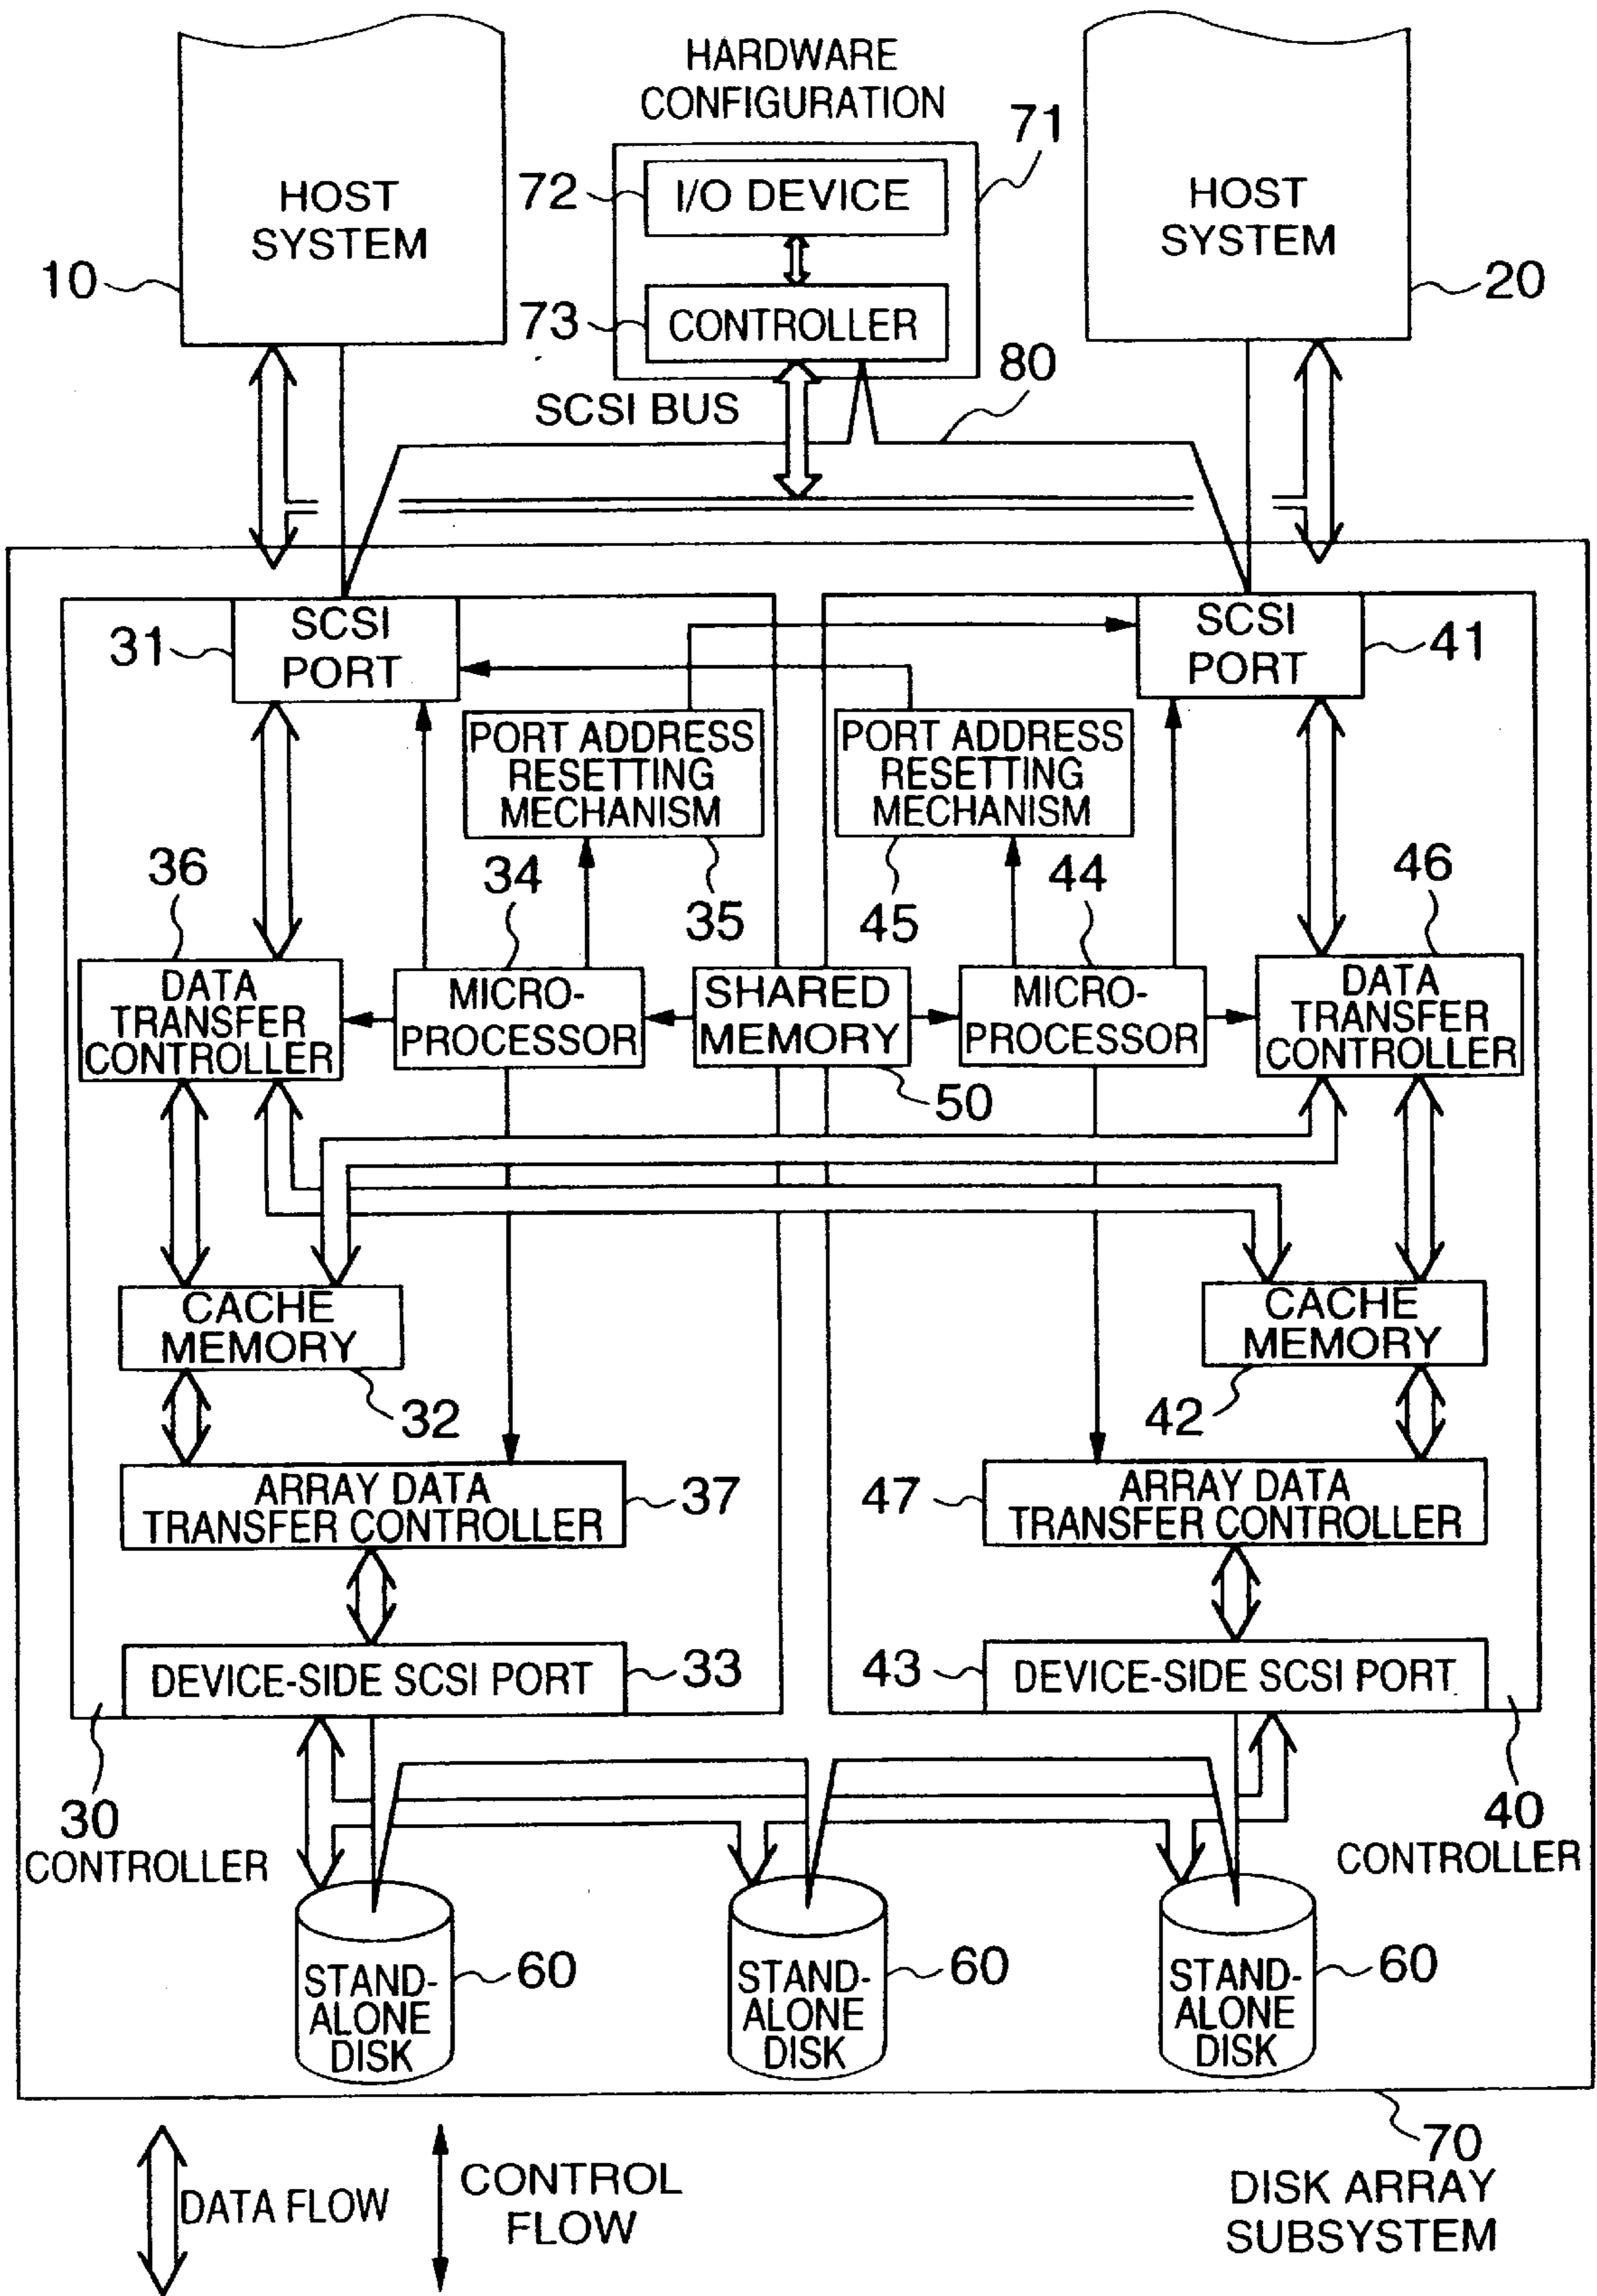 HARDWARE
CONFIGURATION
71
HOST
SYSTEM
10
72
I/O DEVICE
73
CONTROLLER
HOST
SYSTEM
20
SCSI BUS
80
31
SCSI
PORT
SCSI
PORT
41
PORT ADDRESS
RESETTING
MECHANISM
35
PORT ADDRESS
RESETTING
MECHANISM
45
36
34
44
46
DATA
TRANSFER
CONTROLLER
MICRO-
PROCESSOR
SHARED
MEMORY
50
MICRO-
PROCESSOR
DATA
TRANSFER
CONTROLLER
CACHE
MEMORY
32
CACHE
MEMORY
42
ARRAY DATA
TRANSFER CONTROLLER
37
47
ARRAY DATA
TRANSFER CONTROLLER
DEVICE-SIDE SCSI PORT
33
43
DEVICE-SIDE SCSI PORT
30
CONTROLLER
40
CONTROLLER
STAND-
ALONE
DISK
60
STAND-
ALONE
DISK
60
STAND-
ALONE
DISK
60
70
DISK ARRAY
SUBSYSTEM
DATA FLOW
CONTROL
FLOW